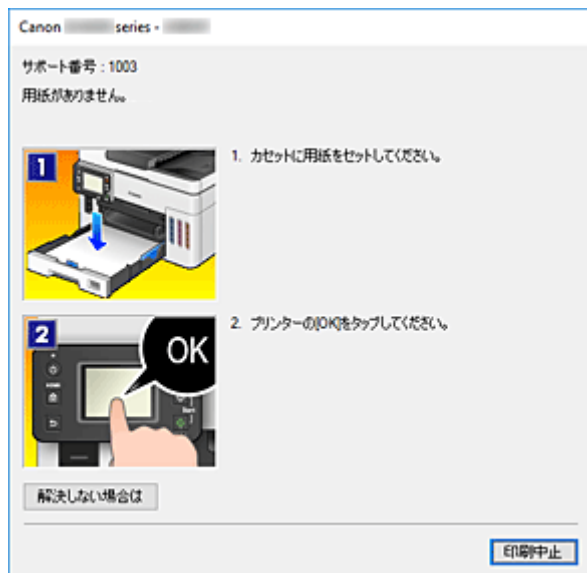 Canon series -
サポート番号 : 1003
用紙がありません。
1
1. カセットに用紙をセットしてください。
2
OK
2. プリンターの[OK]をタップしてください。
解決しない場合は
印刷中止